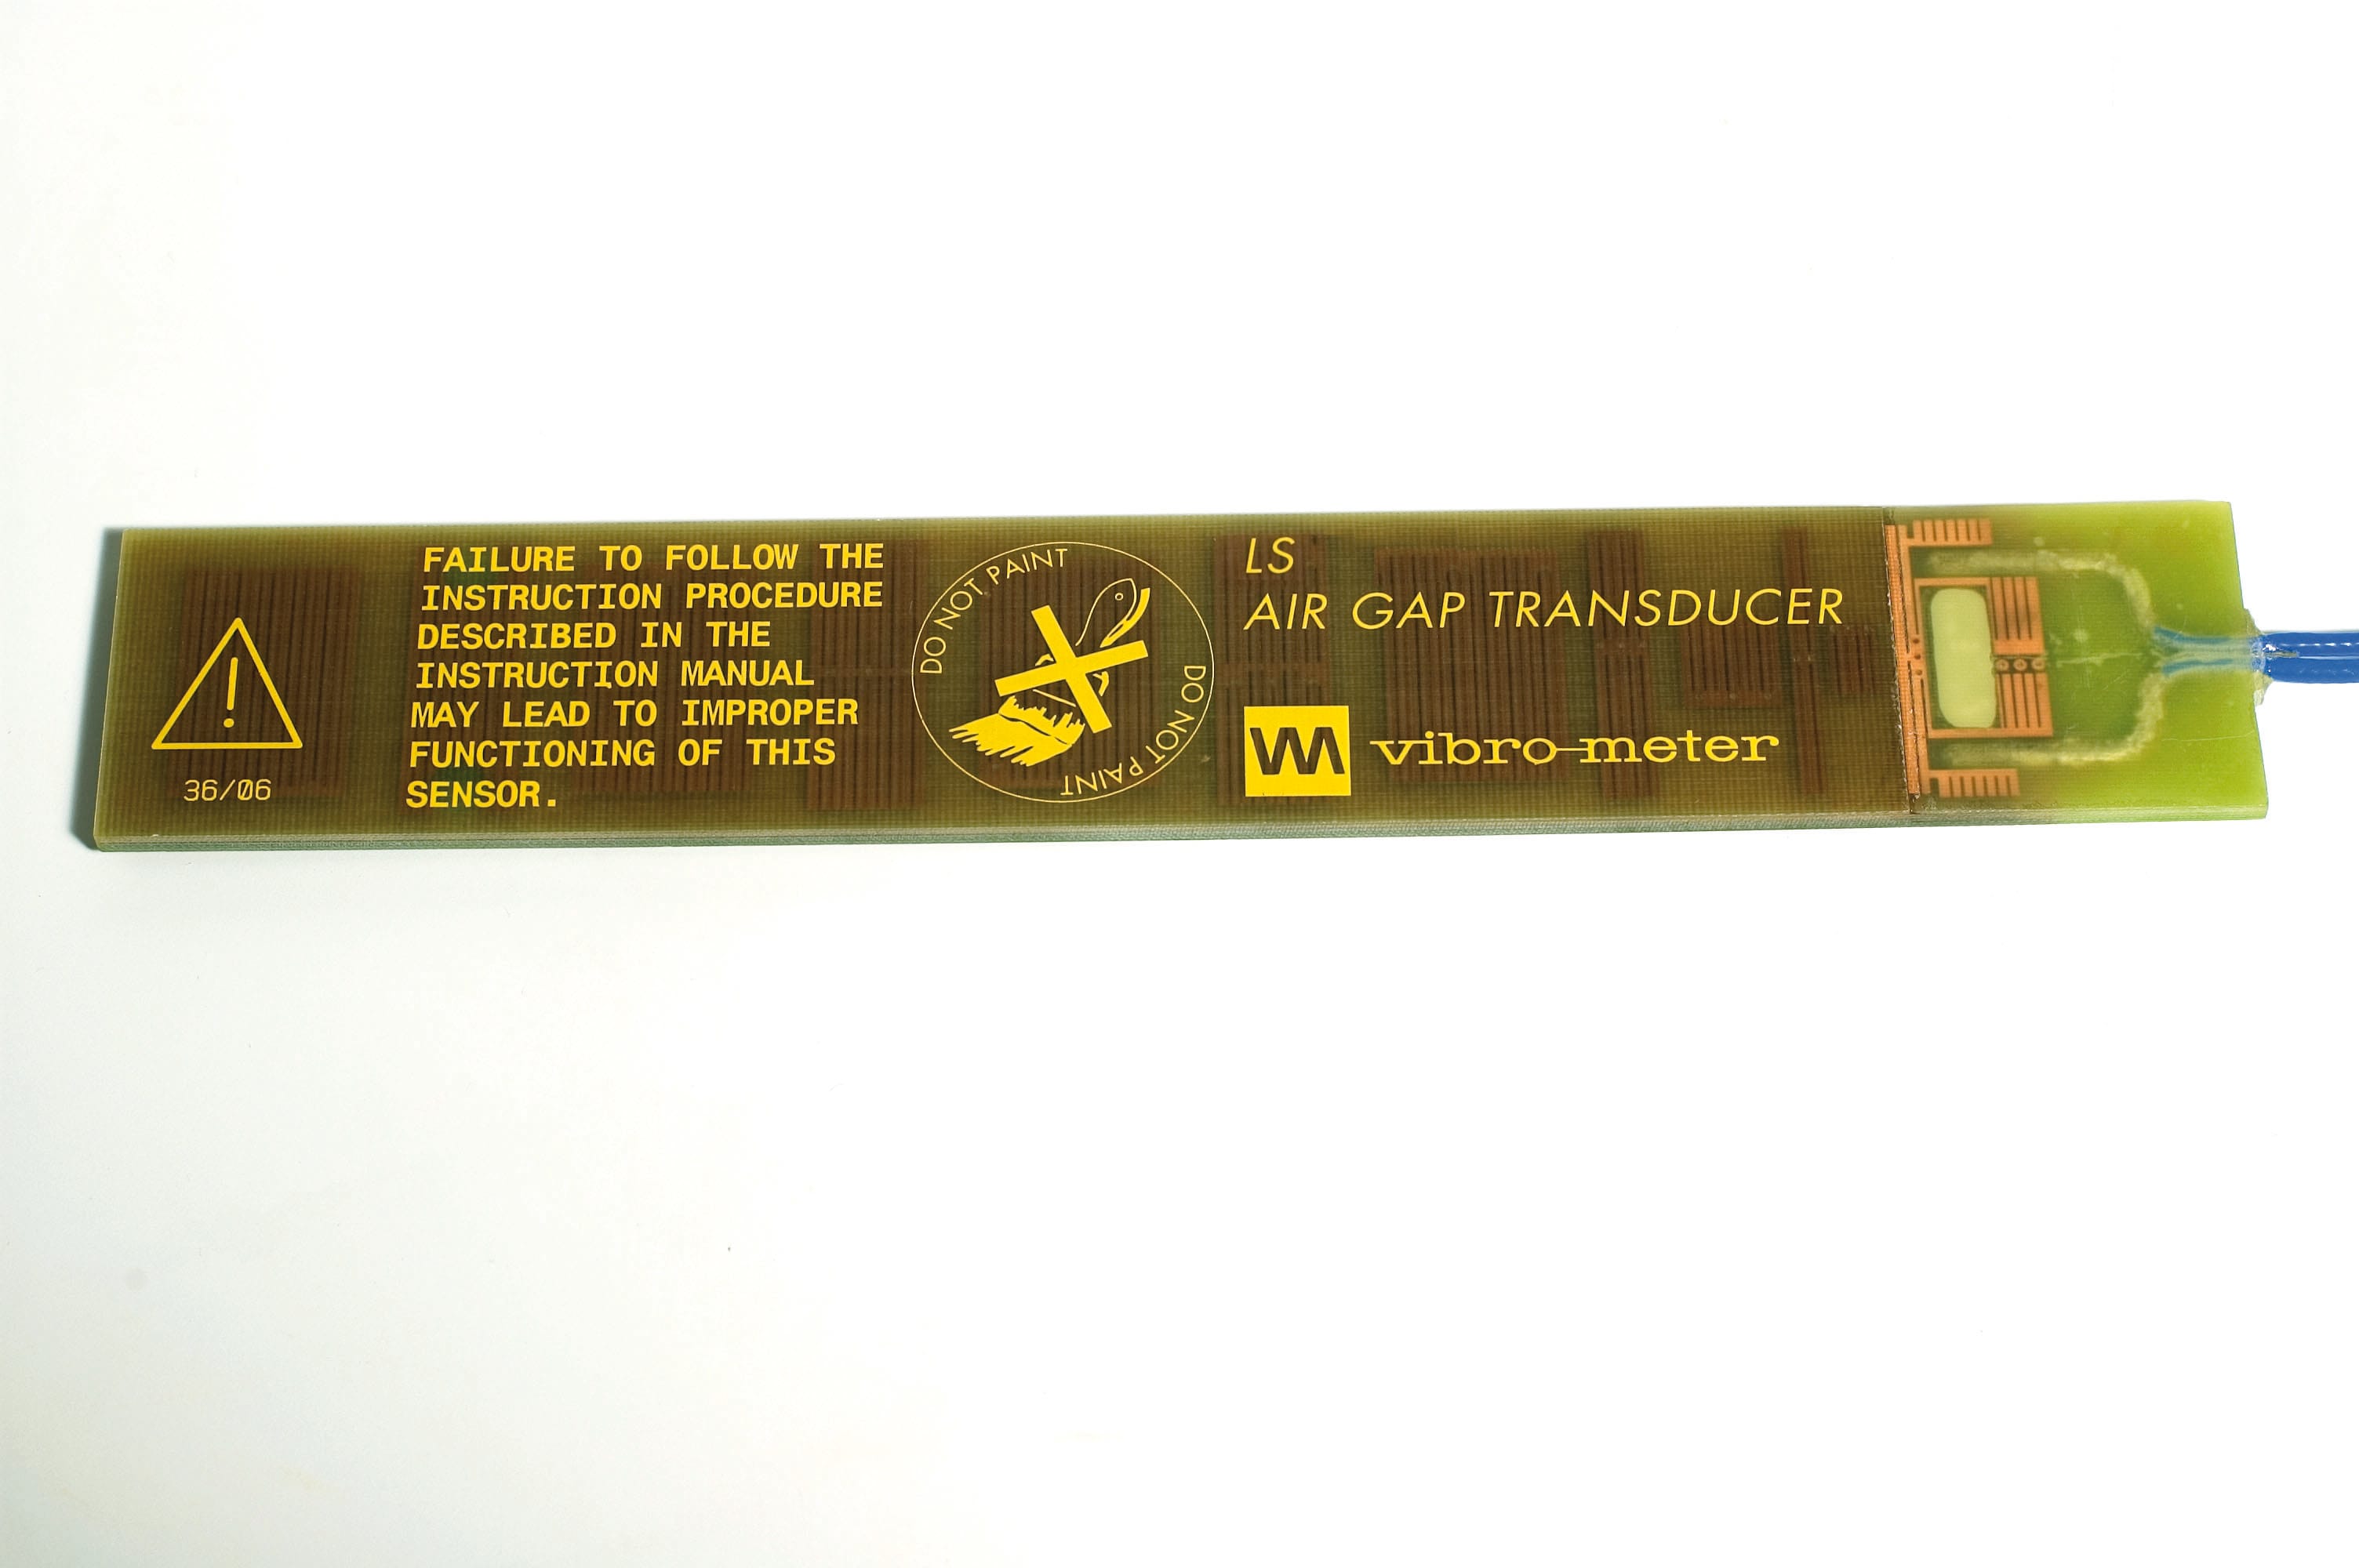 FAILURE TO FOLLOW THE
INSTRUCTION PROCEDURE
DESCRIBED IN THE
INSTRUCTION MANUAL
MAY LEAD TO IMPROPER
FUNCTIONING OF THIS
SENSOR.
36/06
DO NOT PAINT
DO NOT PAINT
LS
AIR GAP TRANSDUCER
vibro-meter